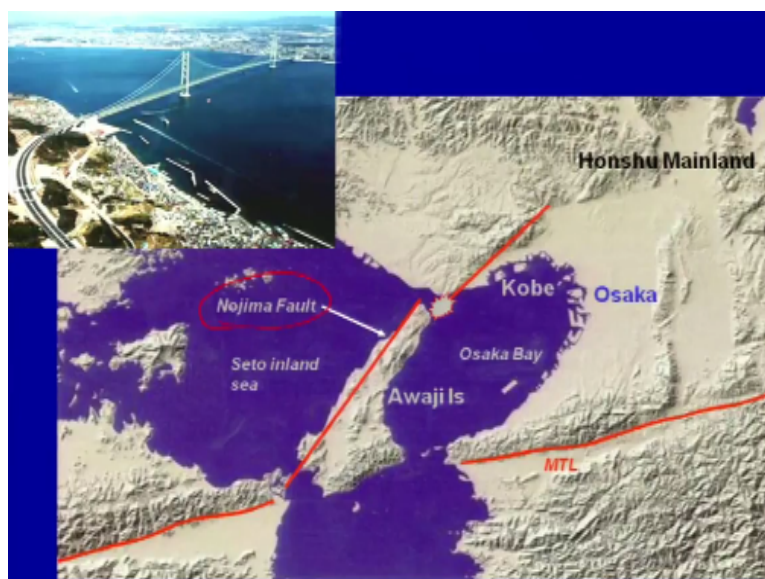 Honshu Mainland
Kobe
Osaka
Nojima Fault
Osaka Bay
Seto inland
sea
Awaji Is
MTL